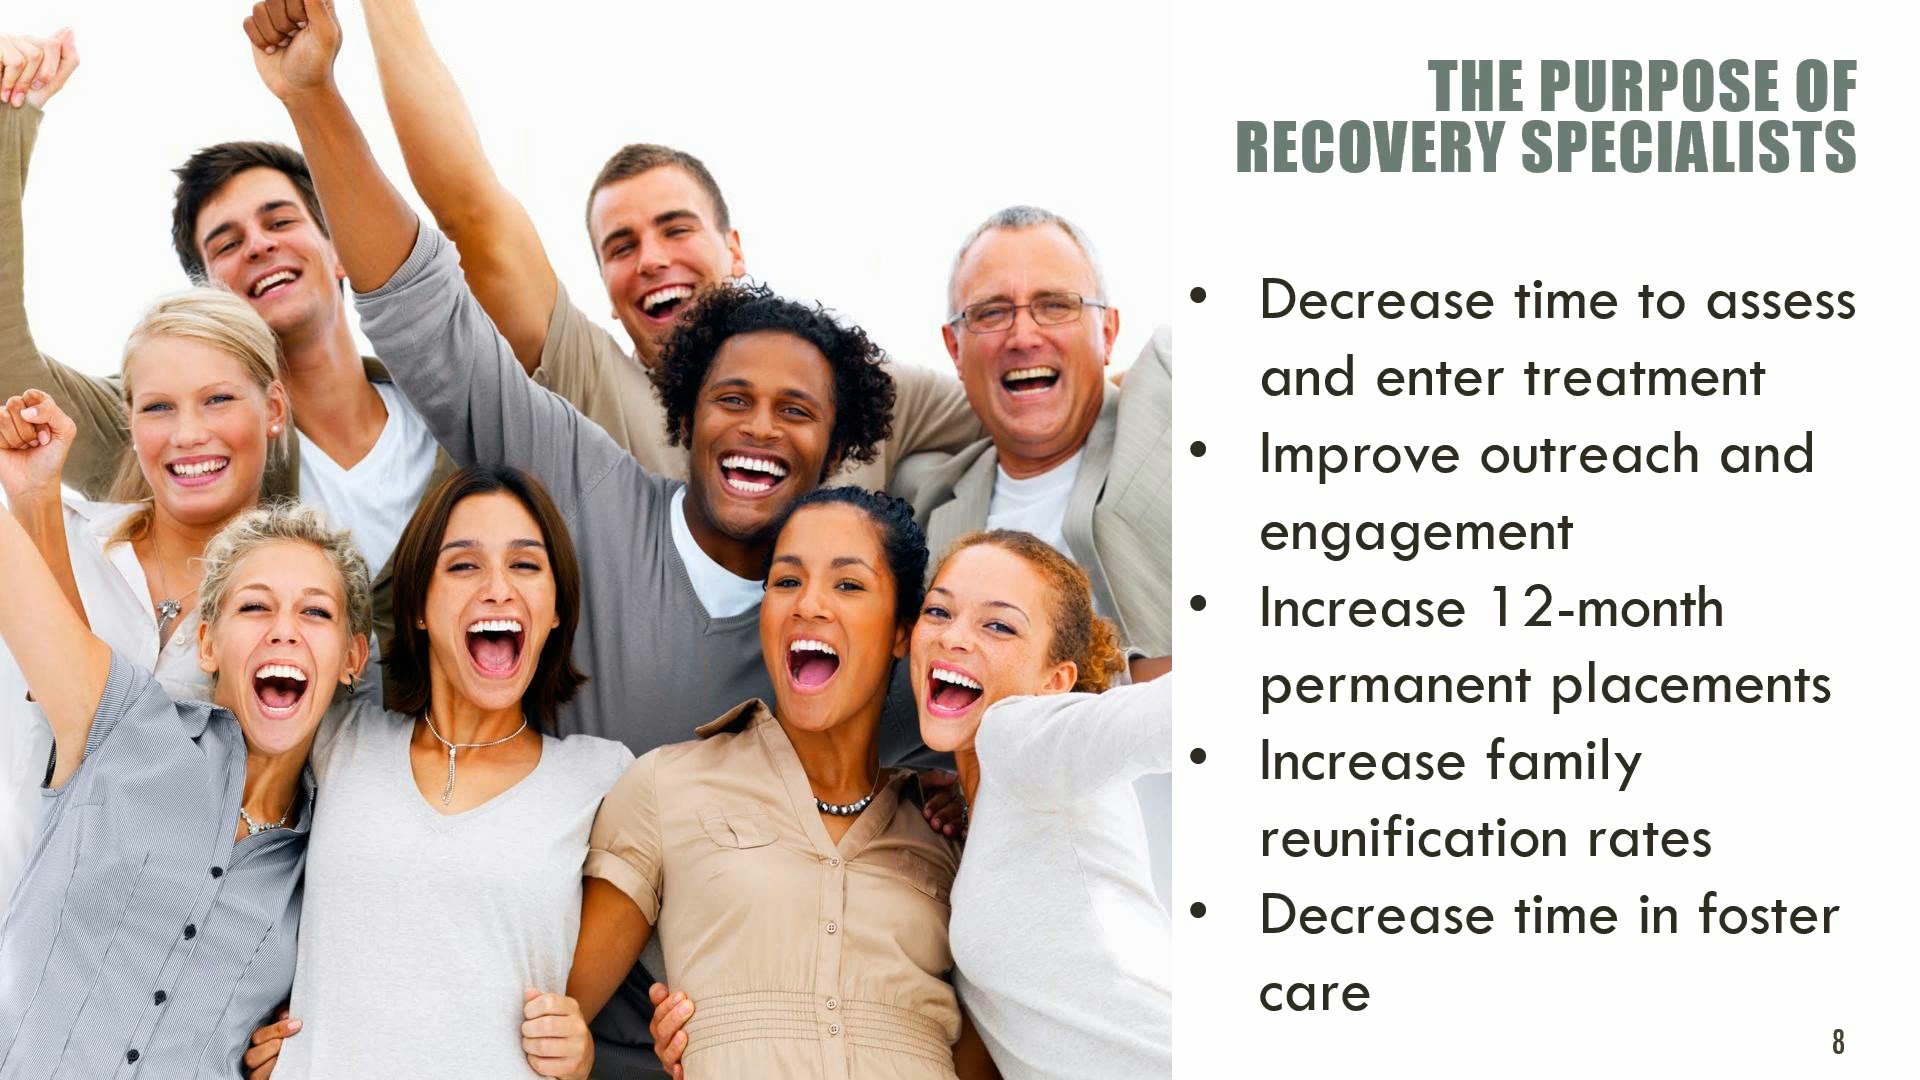 THE PURPOSE OF
RECOVERY SPECIALISTS
• Decrease time to assess
and enter treatment
• Improve outreach and
engagement
• Increase 12-month
permanent placements
• Increase family
reunification rates
• Decrease time in foster
care
8